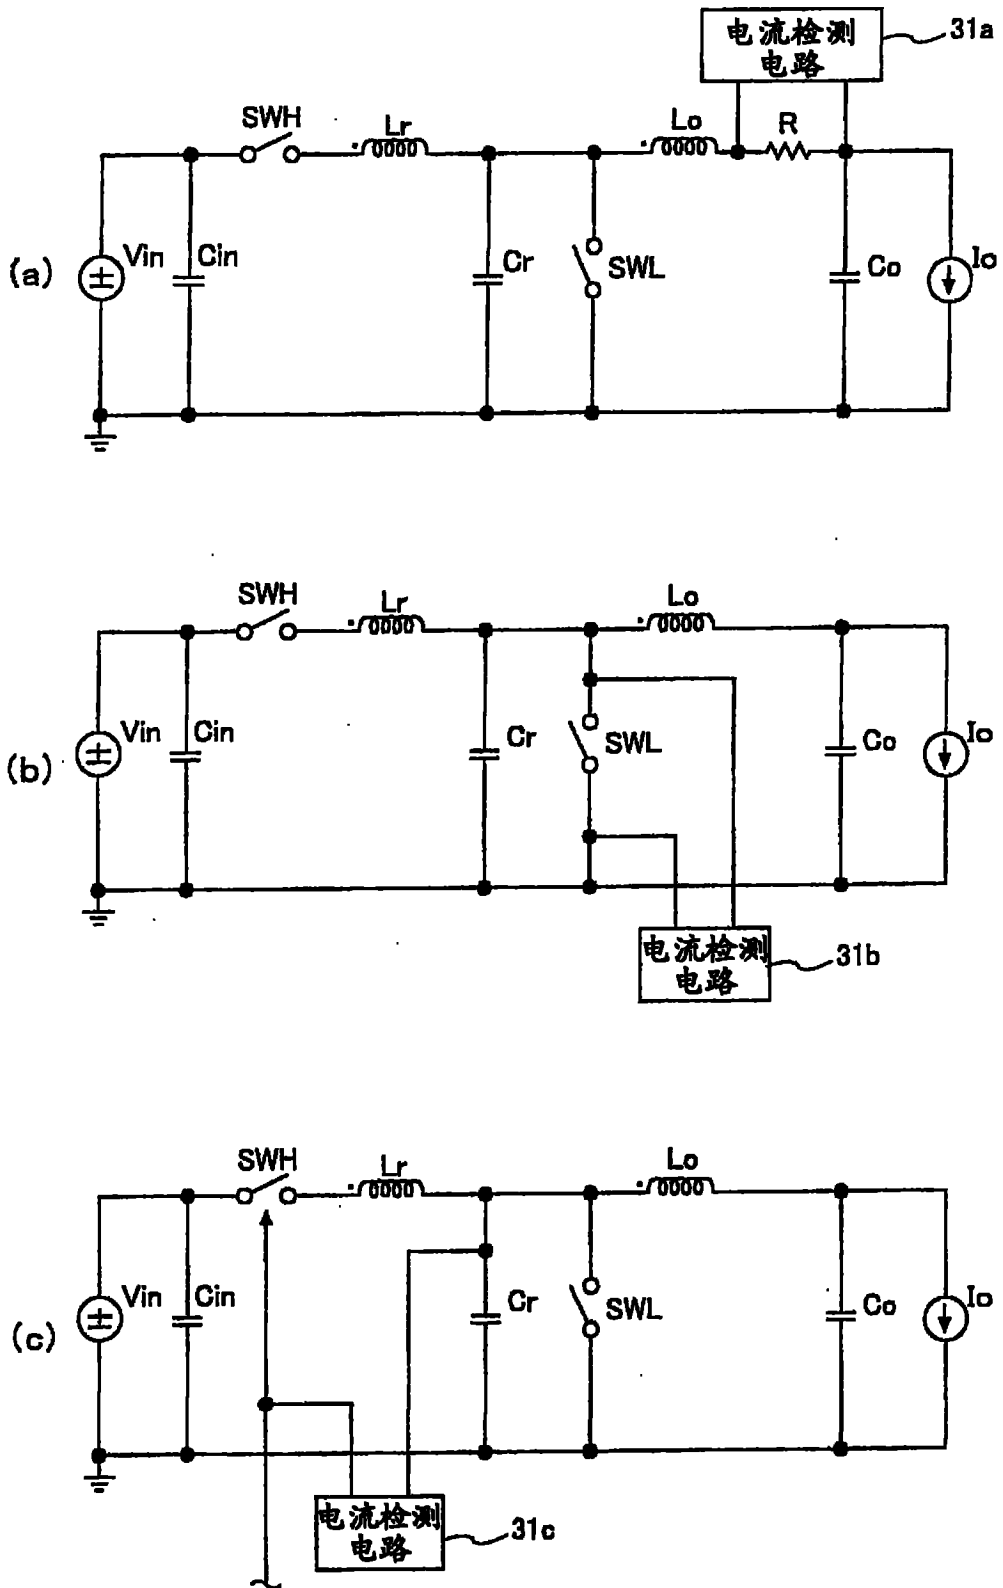 电流检测
电路
31a
SWH
Lr
Lo
R
(a)
Vin
Cin
Cr
SWL
Co
Io
SWH
Lr
Lo
(b)
Vin
Cin
Cr
SWL
Co
Io
电流检测
电路
31b
SWH
Lr
Lo
(c)
Vin
Cin
Cr
SWL
Co
Io
电流检测
电路
31c